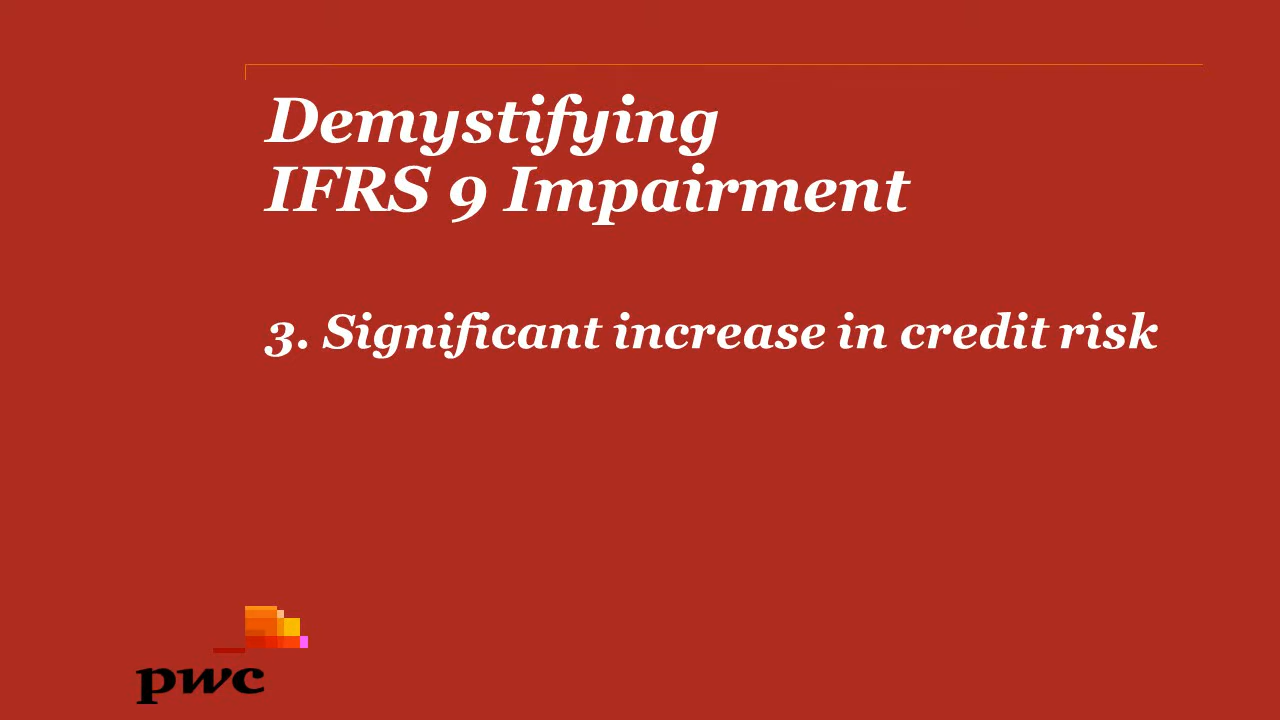 Demystifying
IFRS 9 Impairment
3. Significant increase in credit risk
pwc